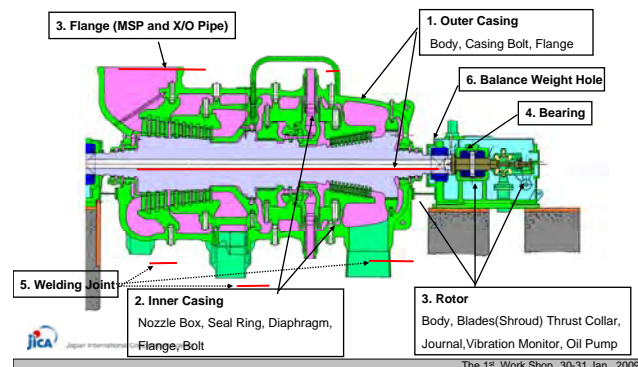 3. Flange (MSP and X/O Pipe)
1. Outer Casing
Body, Casing Bolt, Flange
6. Balance Weight Hole
4. Bearing
5. Welding Joint
2. Inner Casing
Nozzle Box, Seal Ring, Diaphragm,
Flange, Bolt
3. Rotor
Body, Blades(Shroud) Thrust Collar,
Journal,Vibration Monitor, Oil Pump
JICA
Japan International
The 1st Work Shop 30-31 Jan. 2009